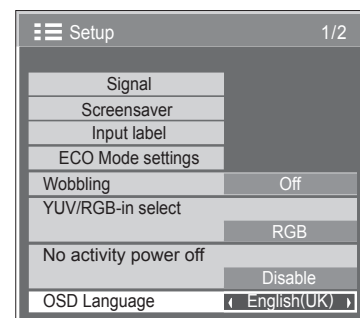 Setup 1/2
Signal
Screensaver
Input label
ECO Mode settings
Wobbling Off
YUV/RGB-in select
RGB
No activity power off
Disable
OSD Language English(UK)